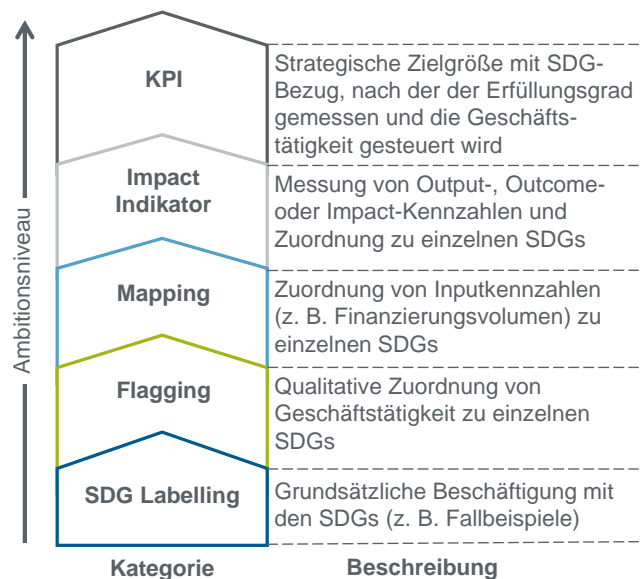 Ambitionsniveau
KPI
Strategische Zielgröße mit SDG-
Bezug, nach der der Erfüllungsgrad
gemessen und die Geschäfts-
tätigkeit gesteuert wird
Impact
Indikator
Messung von Output-, Outcome-
oder Impact-Kennzahlen und
Zuordnung zu einzelnen SDGs
Mapping
Zuordnung von Inputkennzahlen
(z. B. Finanzierungsvolumen) zu
einzelnen SDGs
Flagging
Qualitative Zuordnung von
Geschäftstätigkeit zu einzelnen
SDGs
SDG Labelling
Grundsätzliche Beschäftigung mit
den SDGs (z. B. Fallbeispiele)
Kategorie
Beschreibung